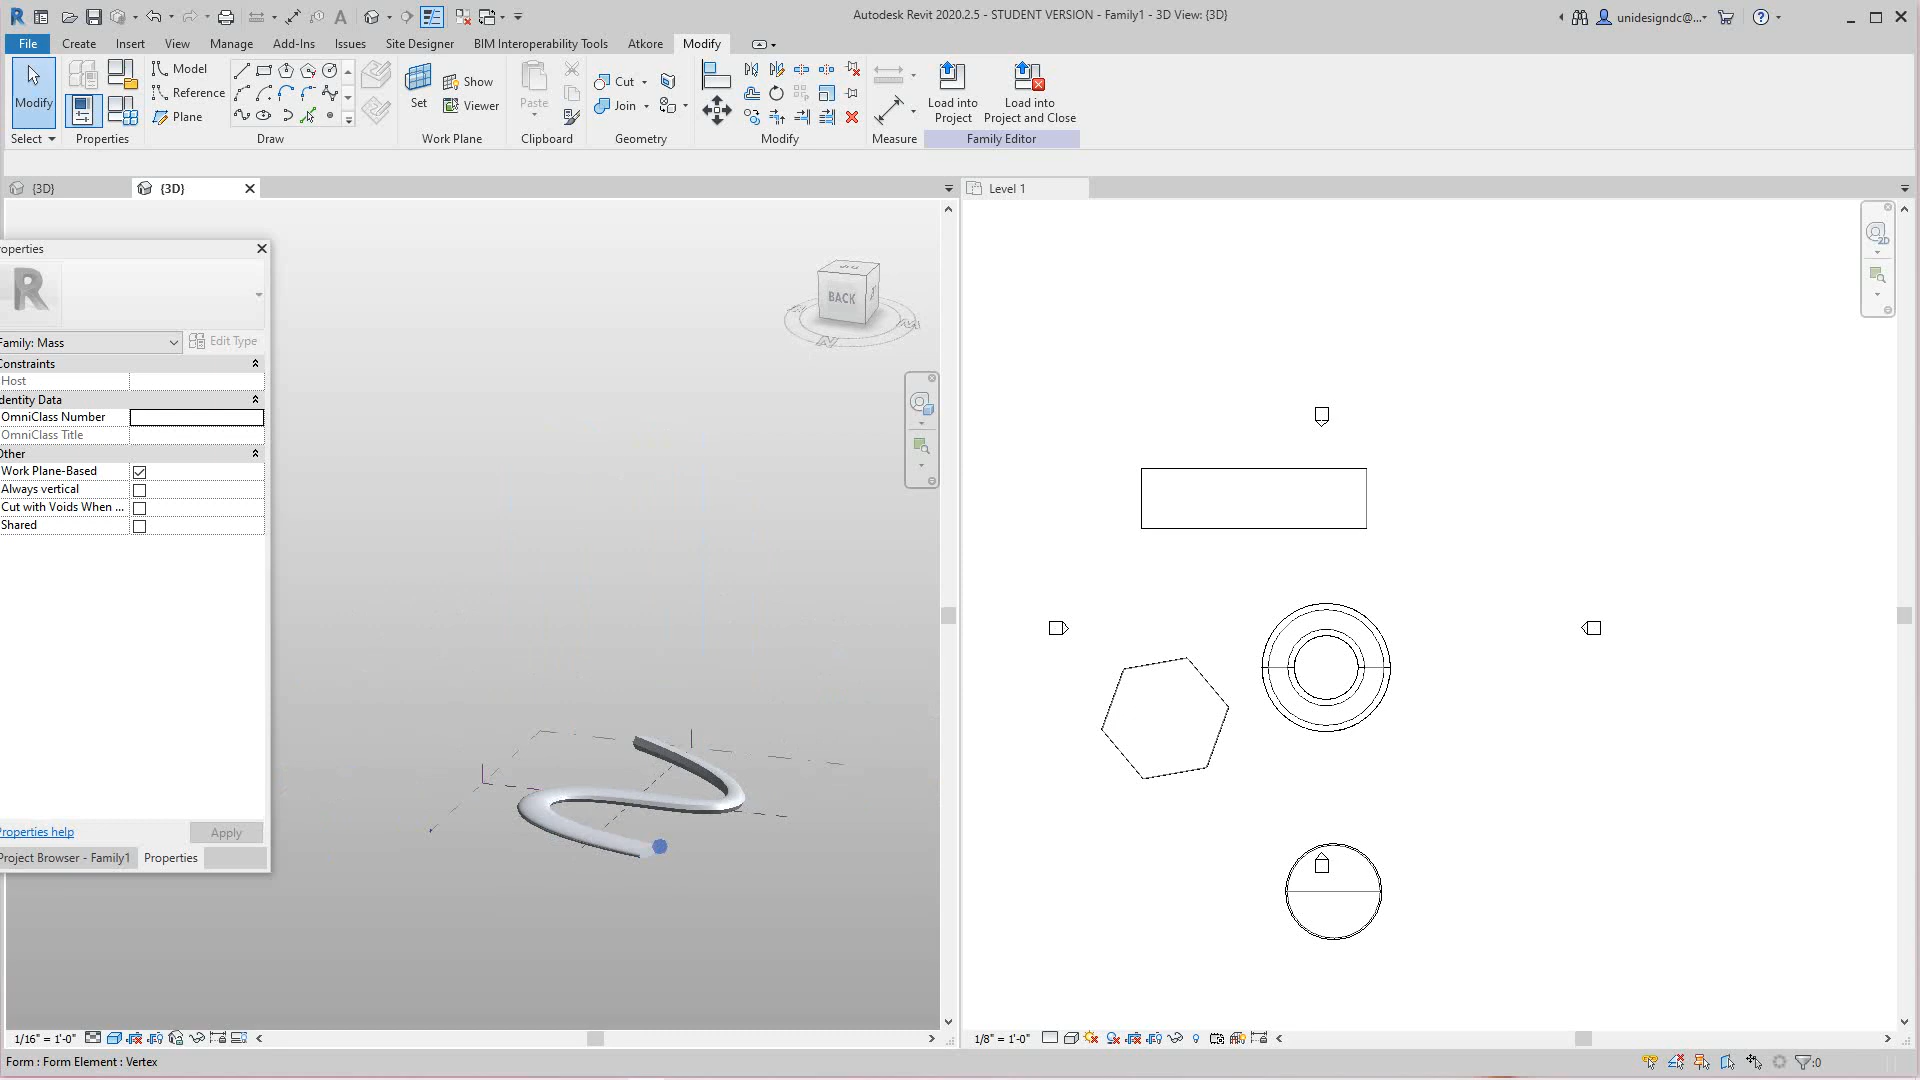 Autodesk Revit 2020.2.5 - STUDENT VERSION - Family1 - 3D View: {3D}
unidesigndc@...
File
Create
Insert
View
Manage
Add-Ins
Issues
Site Designer
BIM Interoperability Tools
Atkore
Modify
Modify
Model
Reference
Plane
Set
Show
Viewer
Paste
Cut
Join
Load into
Project
Load into
Project and Close
Select
Properties
Draw
Work Plane
Clipboard
Geometry
Modify
Measure
Family Editor
{3D}
{3D}
Level 1
operties
R
Family: Mass
Edit Type
Constraints
Host
dentity Data
OmniClass Number
OmniClass Title
Other
Work Plane-Based
Always vertical
Cut with Voids When ...
Shared
Properties help
Apply
Project Browser - Family1
Properties
BACK
N
2D
1/16" = 1'-0"
1/8" = 1'-0"
Form : Form Element : Vertex
:0